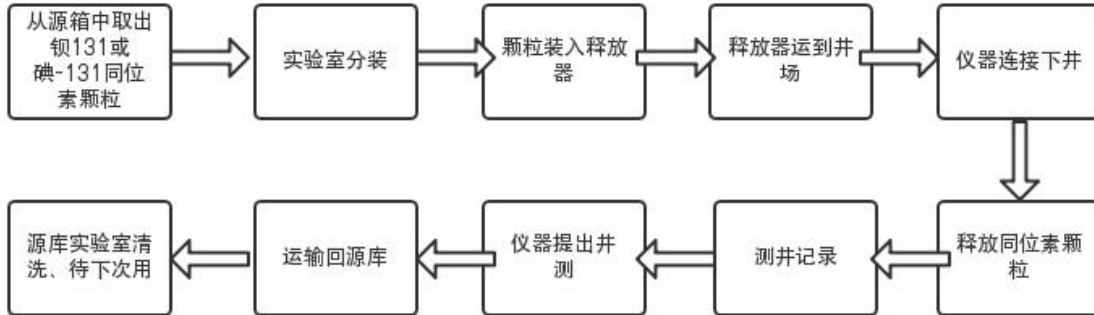 从源箱中取出
钡131或
碘-131同位
素颗粒
实验室分装
颗粒装入释放
器
释放器运到井
场
仪器连接下井
释放同位素颗
粒
测井记录
仪器提出井
测
运输回源库
源库实验室清
洗、待下次用